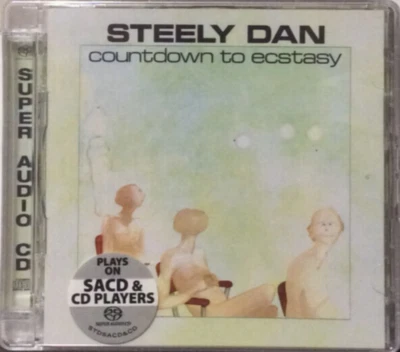 STEELY DAN
countdown to ecstasy
SUPER AUDIO CD
PLAYS
ON
SACD &
CD PLAYERS